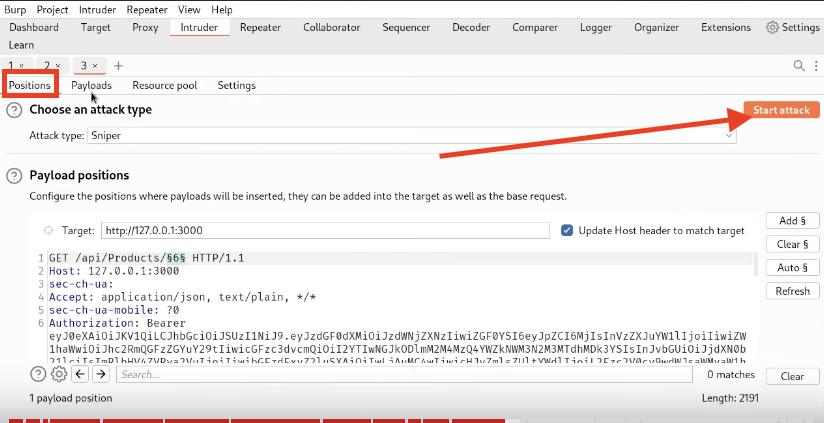 Burp Project Intruder Repeater View Help
Dashboard Target Proxy Intruder Repeater Collaborator Sequencer Decoder Comparer Logger Organizer Extensions Settings
Learn
1 × 2 × 3 × +
Positions Payloads Resource pool Settings
? Choose an attack type Start attack
Attack type: Sniper
? Payload positions
Configure the positions where payloads will be inserted, they can be added into the target as well as the base request.
Target: http://127.0.0.1:3000 Update Host header to match target Add §
Clear §
Auto §
Refresh
1 GET /api/Products/§6§ HTTP/1.1
2 Host: 127.0.0.1:3000
3 sec-ch-ua:
4 Accept: application/json, text/plain, */*
5 sec-ch-ua-mobile: ?0
6 Authorization: Bearer
? Search... 0 matches Clear
1 payload position Length: 2191